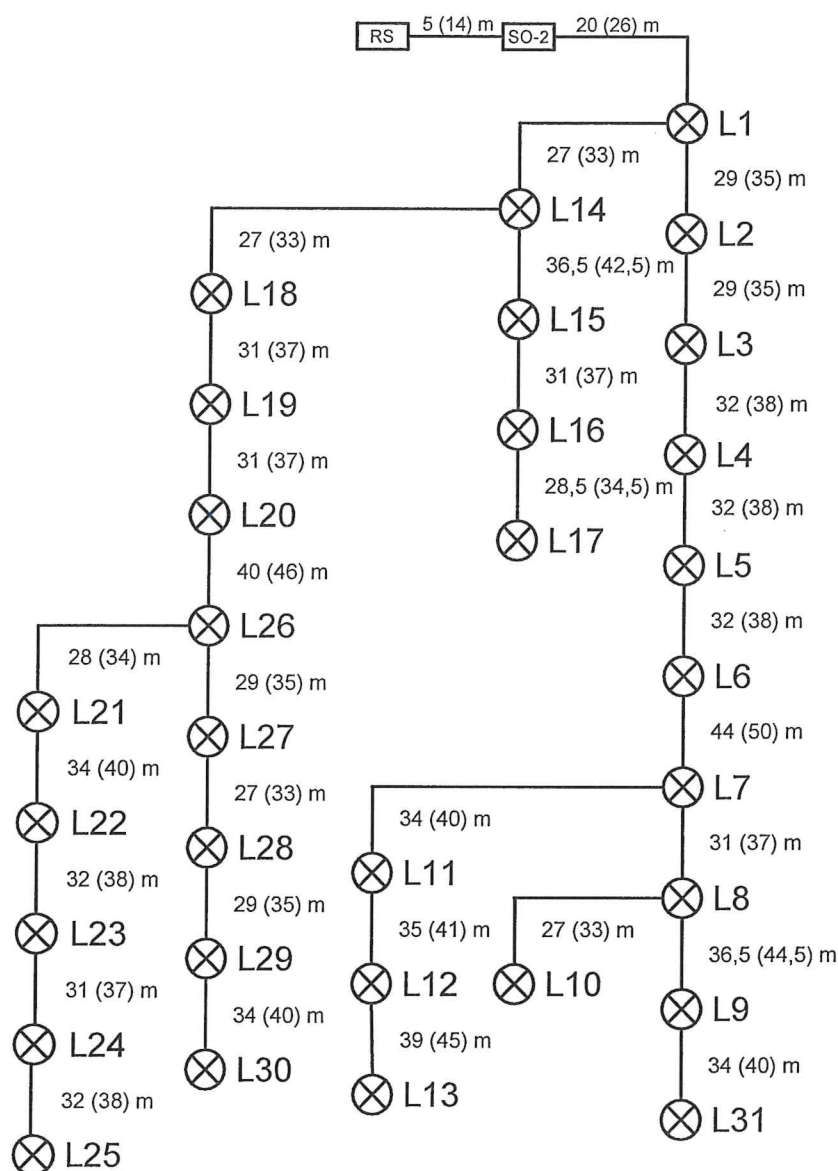 RS 5 (14) m SO-2 20 (26) m
L1
27 (33) m
29 (35) m
L14
L2
27 (33) m
36,5 (42,5) m
29 (35) m
L18
L15
L3
31 (37) m
31 (37) m
32 (38) m
L19
L16
L4
31 (37) m
28,5 (34,5) m
32 (38) m
L20
L17
L5
40 (46) m
32 (38) m
L26
28 (34) m
29 (35) m
L6
L21
L27
44 (50) m
34 (40) m
27 (33) m
L7
34 (40) m
31 (37) m
L22
L28
L11
L8
32 (38) m
29 (35) m
35 (41) m
27 (33) m
36,5 (44,5) m
L23
L29
L12
L10
L9
31 (37) m
34 (40) m
39 (45) m
34 (40) m
L24
L30
L13
L31
32 (38) m
L25